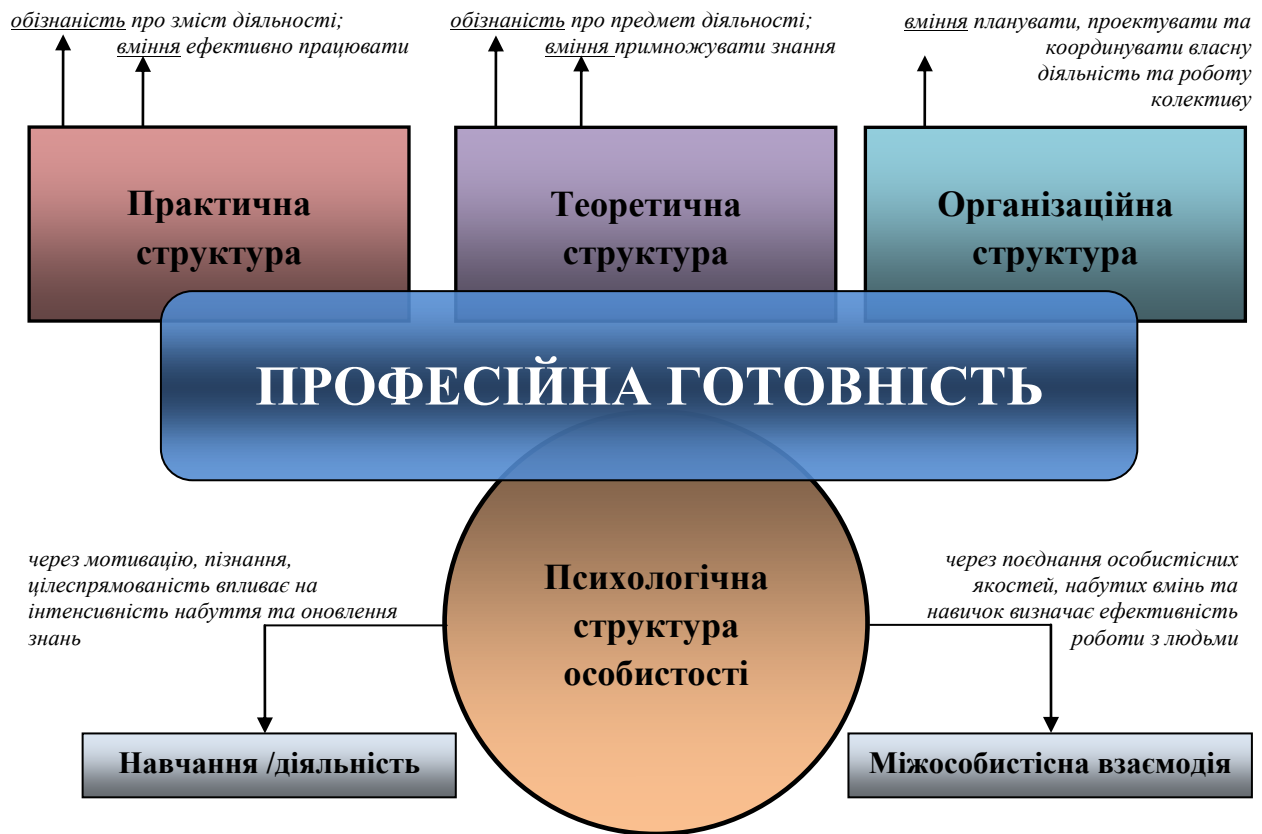 обізнаність про зміст діяльності;
вміння ефективно працювати
обізнаність про предмет діяльності;
вміння примножувати знання
вміння планувати, проектувати та
координувати власну
діяльність та роботу
колективу
Практична
структура
Теоретична
структура
Організаційна
структура
ПРОФЕСІЙНА ГОТОВНІСТЬ
через мотивацію, пізнання,
цілеспрямованість впливає на
інтенсивність набуття та оновлення
знань
Психологічна
структура
особистості
через поєднання особистісних
якостей, набутих вмінь та
навичок визначає ефективність
роботи з людьми
Навчання /діяльність
Міжособистісна взаємодія